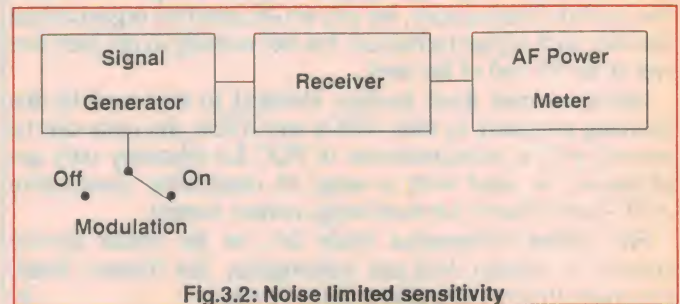 Signal
Generator
Receiver
AF Power
Meter
Off
On
Modulation
Fig.3.2: Noise limited sensitivity